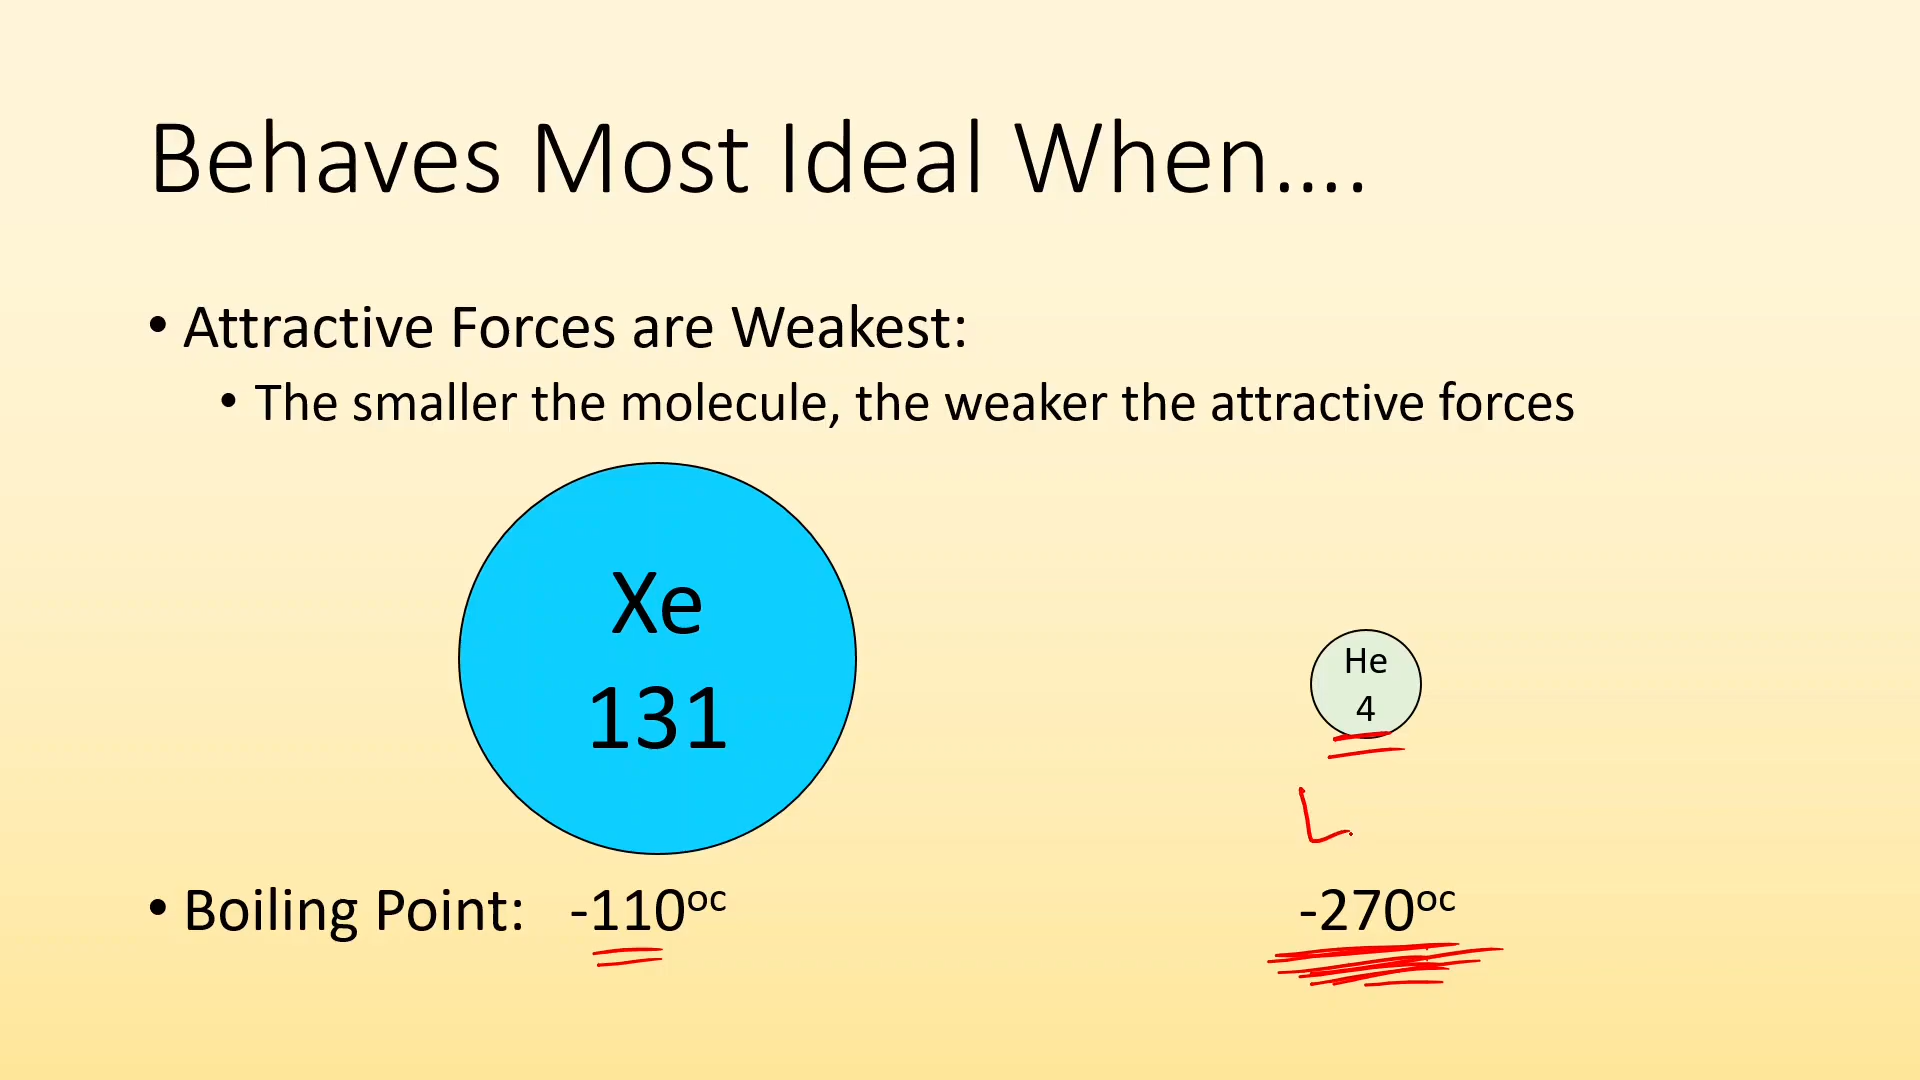 Behaves Most Ideal When....
• Attractive Forces are Weakest:
• The smaller the molecule, the weaker the attractive forces
Xe
131
He
4
L
• Boiling Point: -110ᵒᶜ -270ᵒᶜ